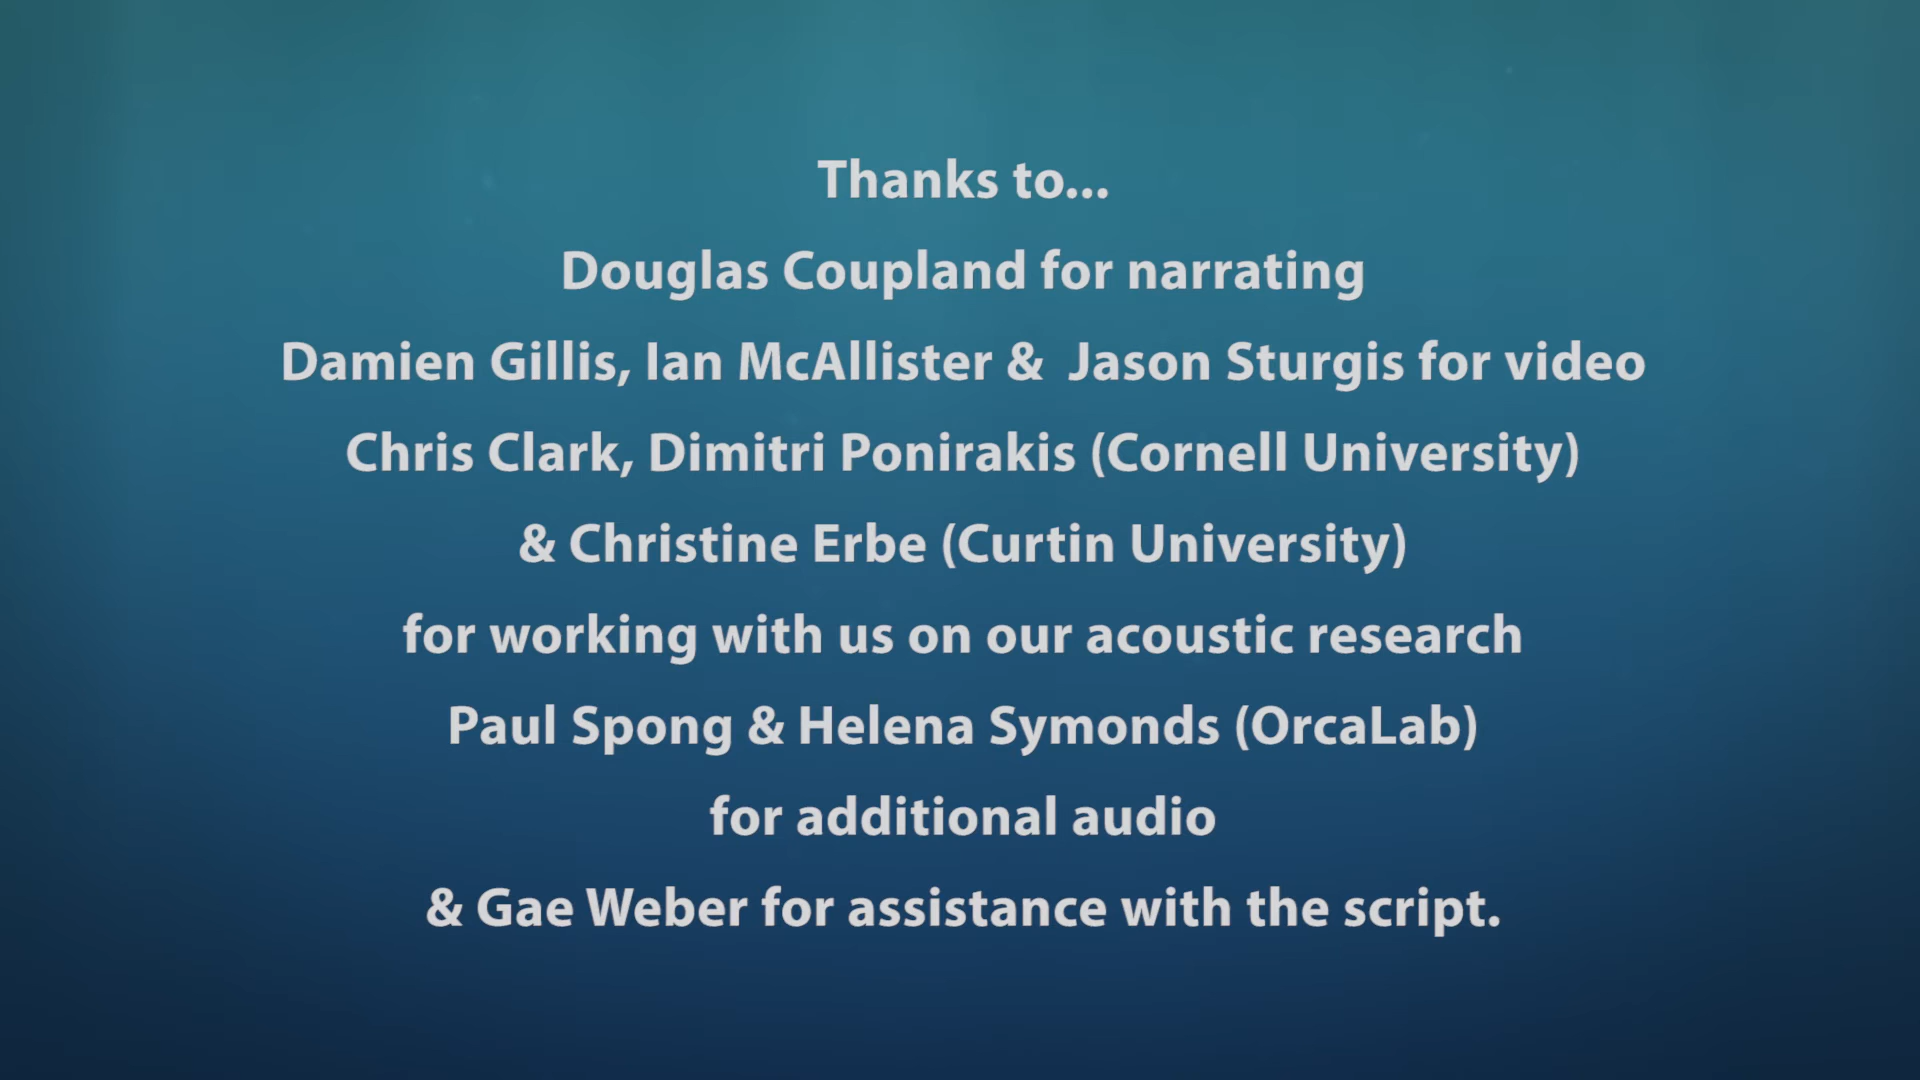 Thanks to...
Douglas Coupland for narrating
Damien Gillis, Ian McAllister &  Jason Sturgis for video
Chris Clark, Dimitri Ponirakis (Cornell University)
& Christine Erbe (Curtin University)
for working with us on our acoustic research
Paul Spong & Helena Symonds (OrcaLab)
for additional audio
& Gae Weber for assistance with the script.